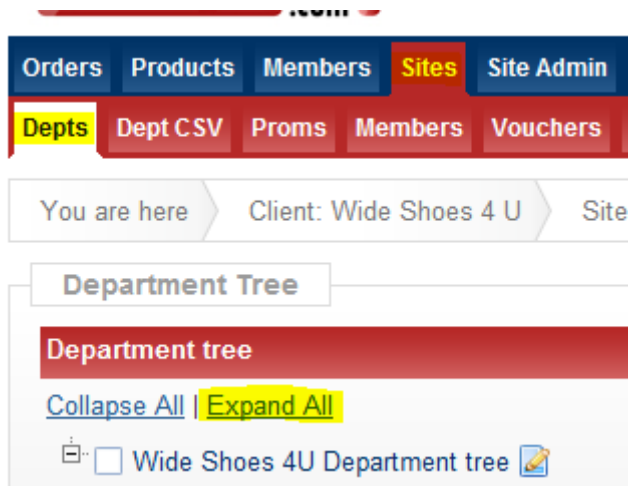 .com
Orders Products Members Sites Site Admin
Depts Dept CSV Proms Members Vouchers
You are here Client: Wide Shoes 4 U Site
Department Tree
Department tree
Collapse All | Expand All
Wide Shoes 4U Department tree